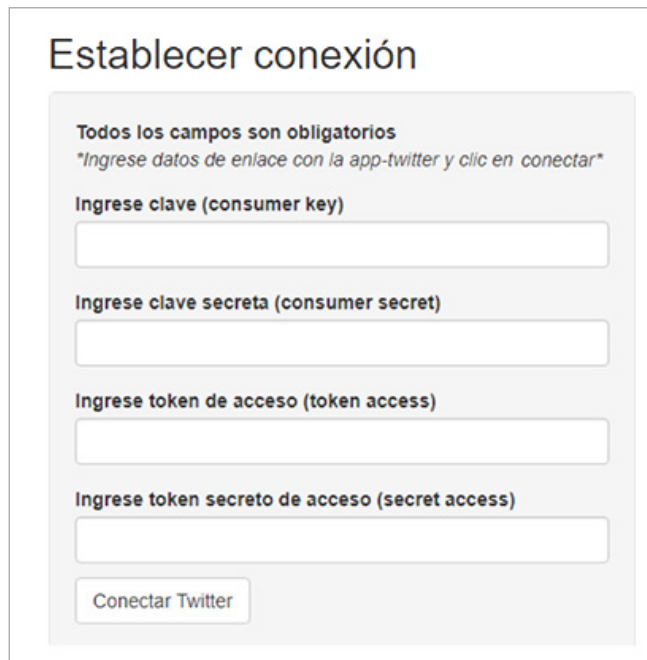 Establecer conexión
Todos los campos son obligatorios
*Ingrese datos de enlace con la app-twitter y clic en conectar*
Ingrese clave (consumer key)
Ingrese clave secreta (consumer secret)
Ingrese token de acceso (token access)
Ingrese token secreto de acceso (secret access)
Conectar Twitter